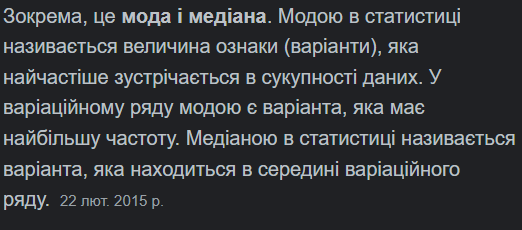 Зокрема, це мода і медіана. Модою в статистиці
називається величина ознаки (варіанти), яка
найчастіше зустрічається в сукупності даних. У
варіаційному ряду модою є варіанта, яка має
найбільшу частоту. Медіаною в статистиці називається
варіанта, яка находиться в середині варіаційного
ряду. 22 лют. 2015 р.